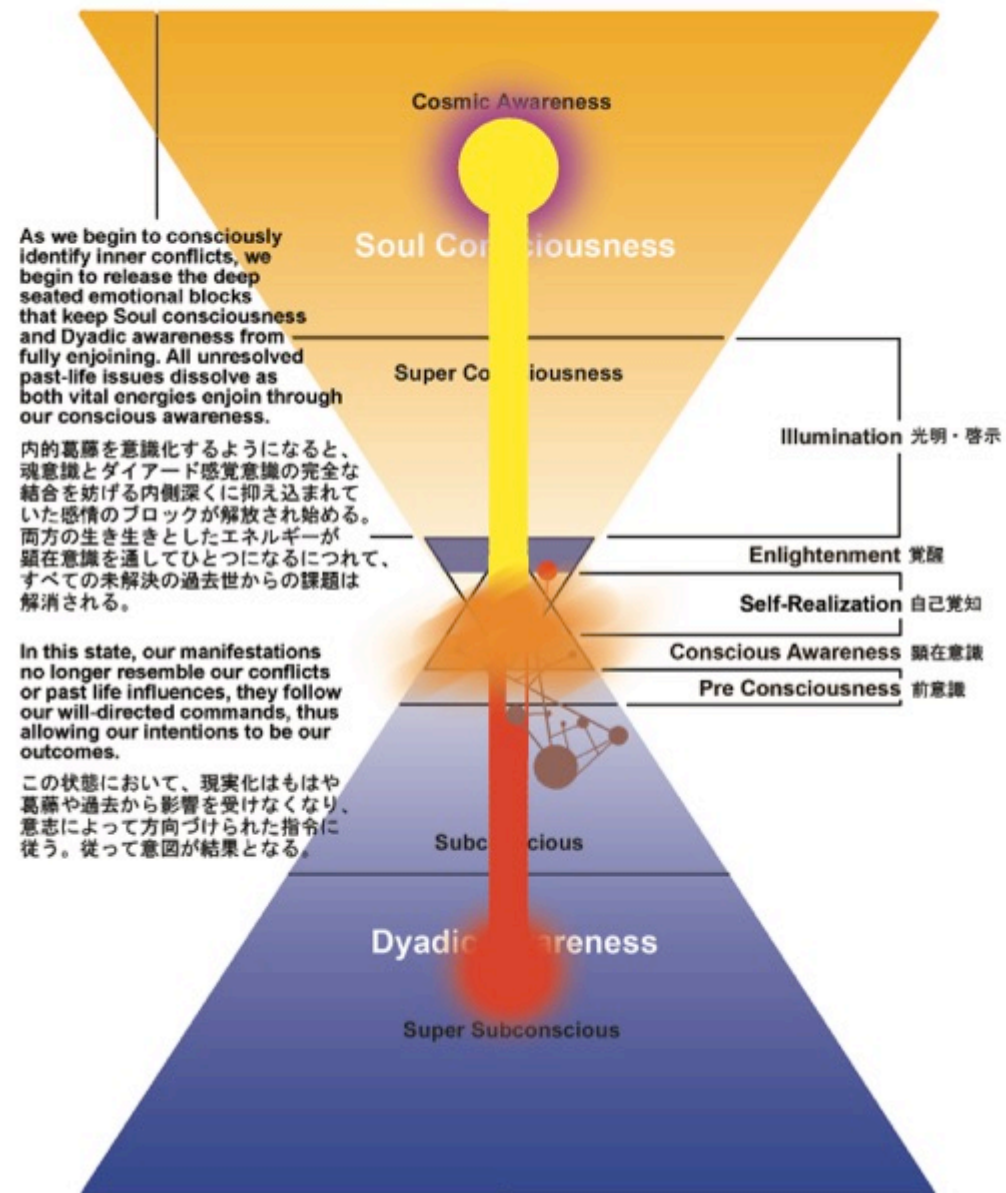 Cosmic Awareness
Soul Consciousness
As we begin to consciously
identify inner conflicts, we
begin to release the deep
seated emotional blocks
that keep Soul consciousness
and Dyadic awareness from
fully enjoining. All unresolved
past-life issues dissolve as
both vital energies enjoin through
our conscious awareness.
内的葛藤を意識化するようになると、
魂意識とダイアード感覚意識の完全な
結合を妨げる内側深くに抑え込まれて
いた感情のブロックが解放され始める。
両方の生き生きとしたエネルギーが
顕在意識を通してひとつになるにつれて、
すべての未解決の過去世からの課題は
解消される。
In this state, our manifestations
no longer resemble our conflicts
or past life influences, they follow
our will-directed commands, thus
allowing our intentions to be our
outcomes.
この状態において、現実化はもはや
葛藤や過去から影響を受けなくなり、
意志によって方向づけられた指令に
従う。従って意図が結果となる。
Super Consciousness
Illumination 光明・啓示
Enlightenment 覚醒
Self-Realization 自己覚知
Conscious Awareness 顕在意識
Pre Consciousness 前意識
Subconscious
Dyadic Awareness
Super Subconscious